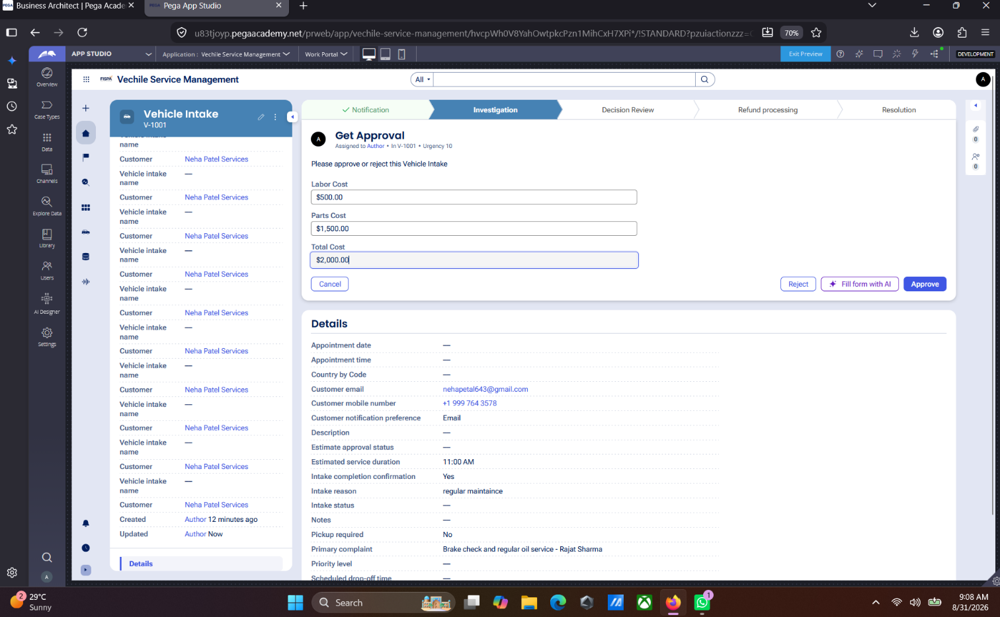 Business Architect | Pega Acade
Pega App Studio
u83tjoyp.pegaacademy.net/prweb/app/vechile-service-management/hvcpWh0V8YahOwtpkcPzn1MihCxH7XPi*/!STANDARD?pzuiactionzzz=
70%
APP STUDIO
Application : Vechile Service Management
Work Portal
Exit Preview
DEVELOPMENT
Overview
Case Types
Data
Channels
Explore Data
Library
Users
AI Designer
Settings
A
FISPA Vechile Service Management
All
A
Vehicle Intake
V-1001
name
Customer Neha Patel Services
Vehicle intake name —
Customer Neha Patel Services
Vehicle intake name —
Customer Neha Patel Services
Vehicle intake name —
Customer Neha Patel Services
Vehicle intake name —
Customer Neha Patel Services
Vehicle intake name —
Customer Neha Patel Services
Vehicle intake name —
Customer Neha Patel Services
Vehicle intake name —
Customer Neha Patel Services
Vehicle intake name —
Customer Neha Patel Services
Vehicle intake name —
Customer Neha Patel Services
Created Author 12 minutes ago
Updated Author Now
Details
Notification
Investigation
Decision Review
Refund processing
Resolution
A
Get Approval
Assigned to Author • In V-1001 • Urgency 10
Please approve or reject this Vehicle Intake
Labor Cost
$500.00
Parts Cost
$1,500.00
Total Cost
$2,000.00
Cancel
Reject
Fill form with AI
Approve
0
0
Details
Appointment date —
Appointment time —
Country by Code —
Customer email nehapetal643@gmail.com
Customer mobile number +1 999 764 3578
Customer notification preference Email
Description —
Estimate approval status —
Estimated service duration 11:00 AM
Intake completion confirmation Yes
Intake reason regular maintaince
Intake status —
Notes —
Pickup required No
Primary complaint Brake check and regular oil service - Rajat Sharma
Priority level —
Scheduled drop-off time —
2
29°C
Sunny
Search
1
9:08 AM
8/31/2026